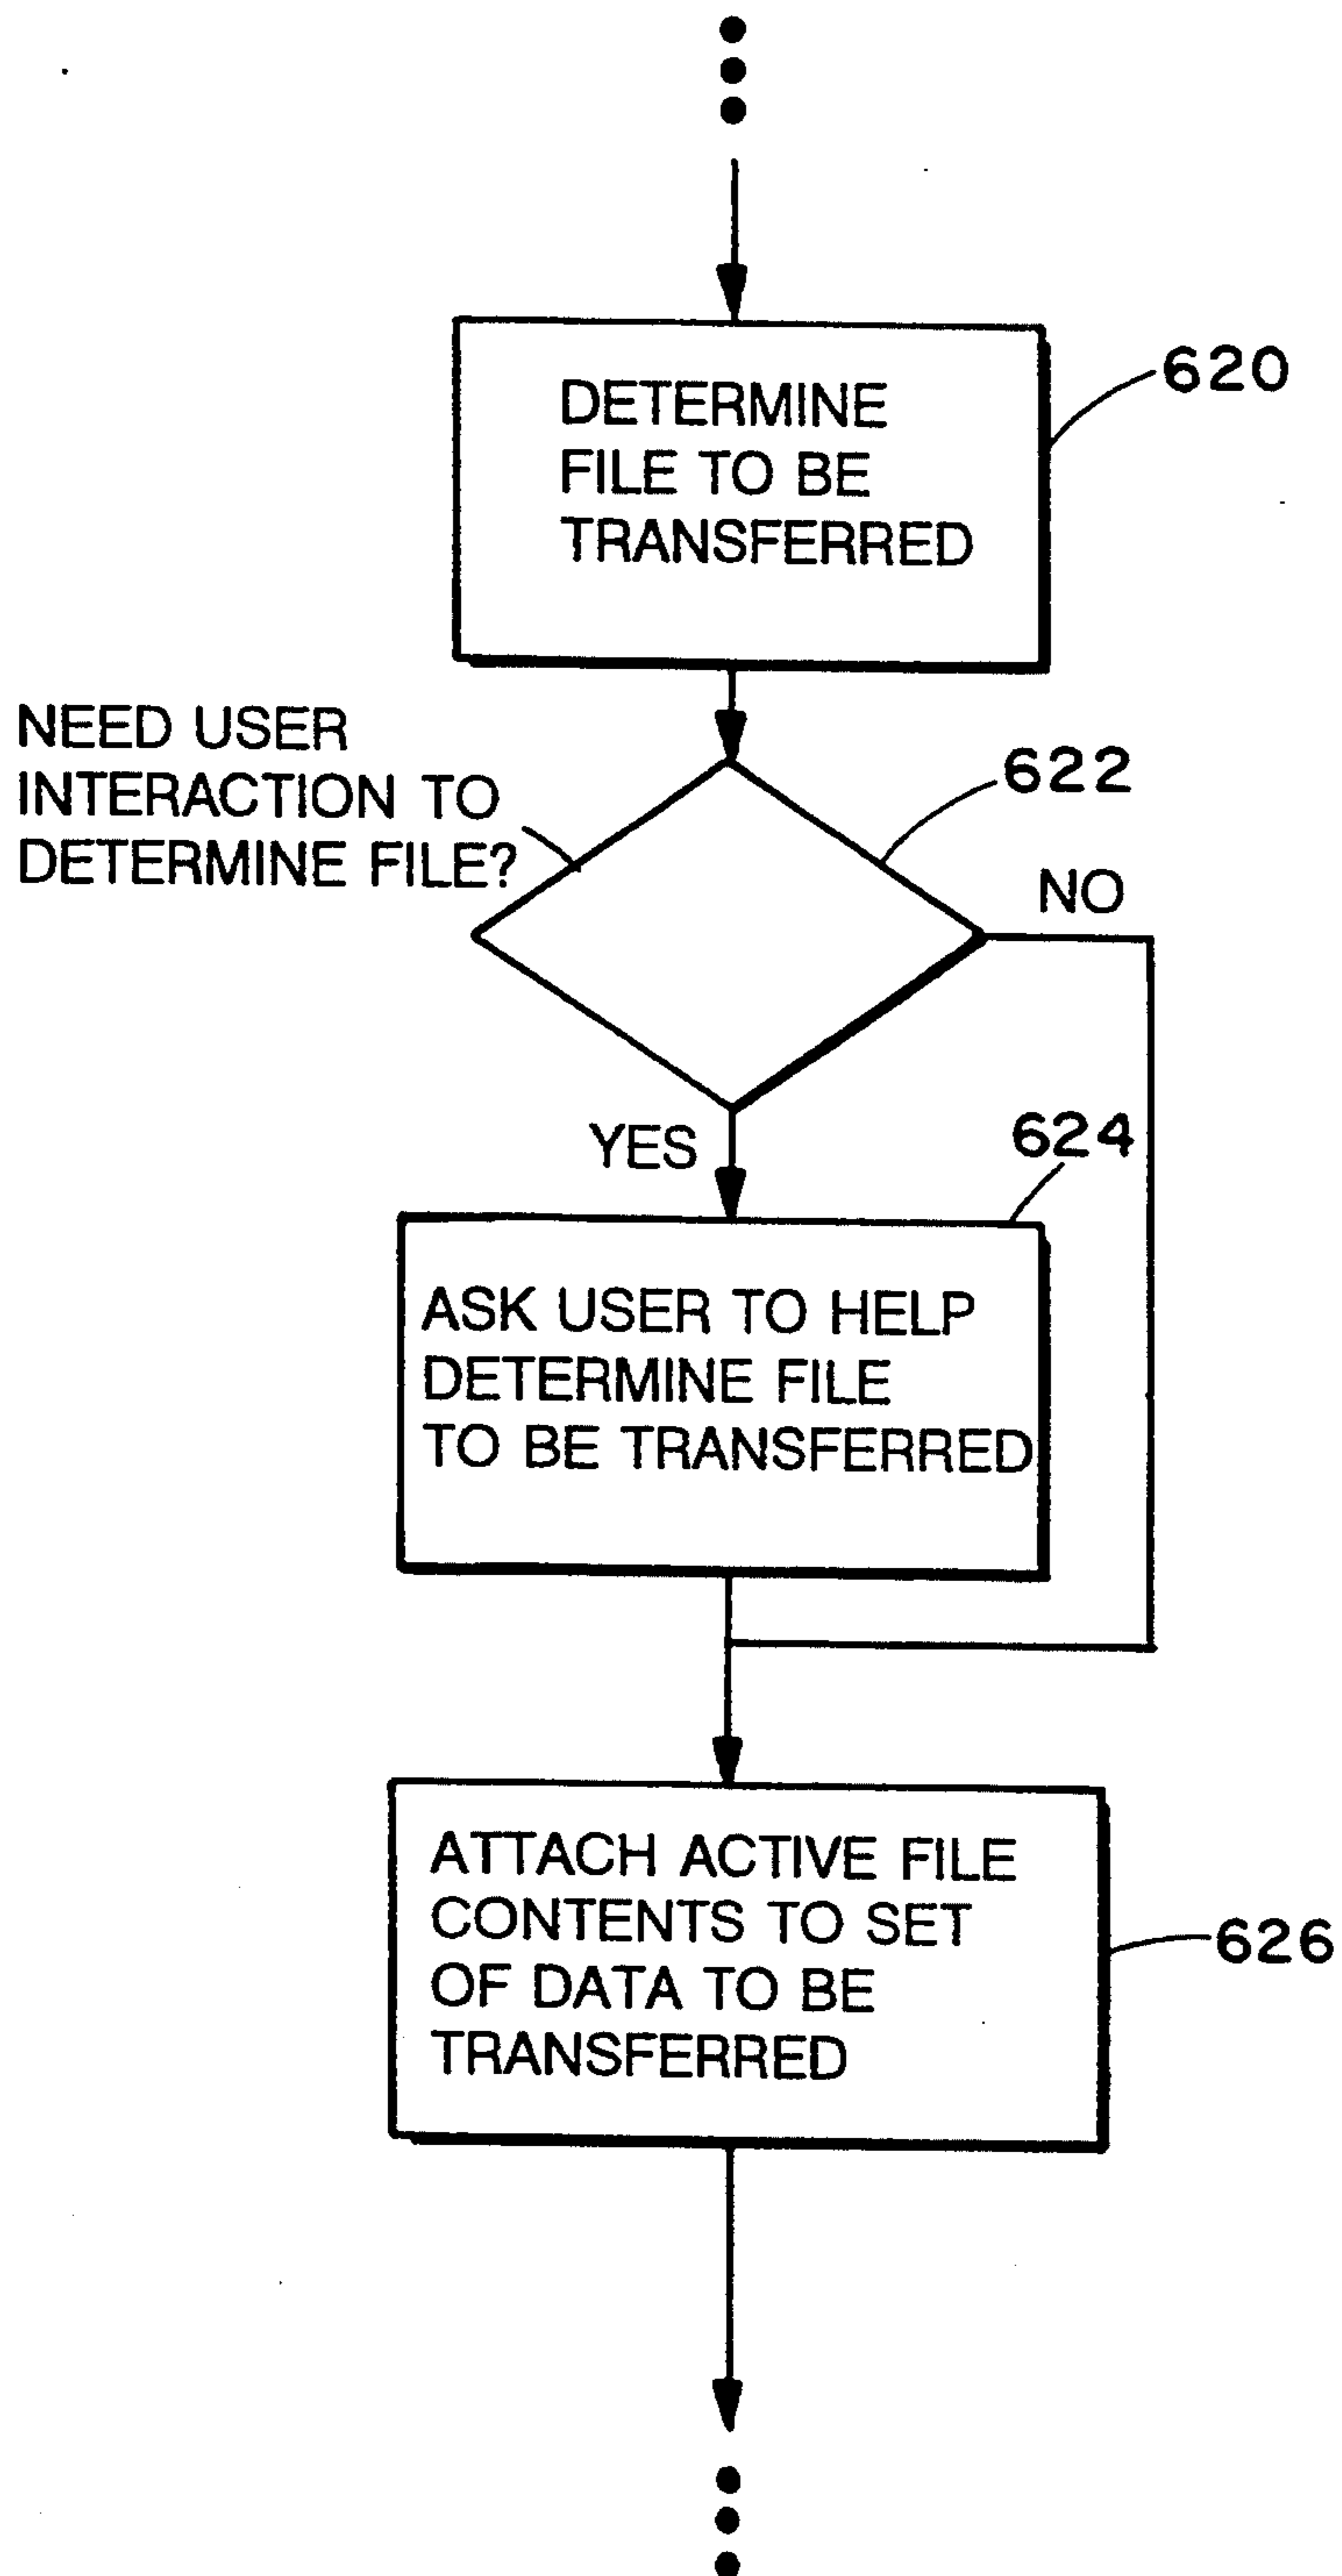 DETERMINE
FILE TO BE
TRANSFERRED
620
NEED USER
INTERACTION TO
DETERMINE FILE?
622
NO
YES
624
ASK USER TO HELP
DETERMINE FILE
TO BE TRANSFERRED
ATTACH ACTIVE FILE
CONTENTS TO SET
OF DATA TO BE
TRANSFERRED
626